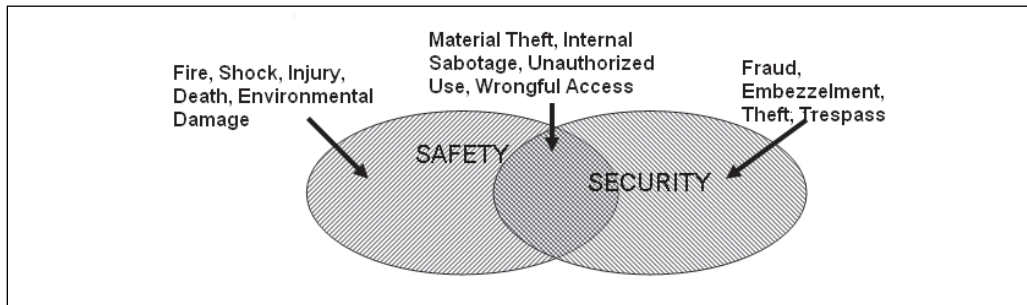 Material Theft, Internal
Sabotage, Unauthorized
Use, Wrongful Access
Fire, Shock, Injury,
Death, Environmental
Damage
Fraud,
Embezzelment,
Theft, Trespass
SAFETY
SECURITY